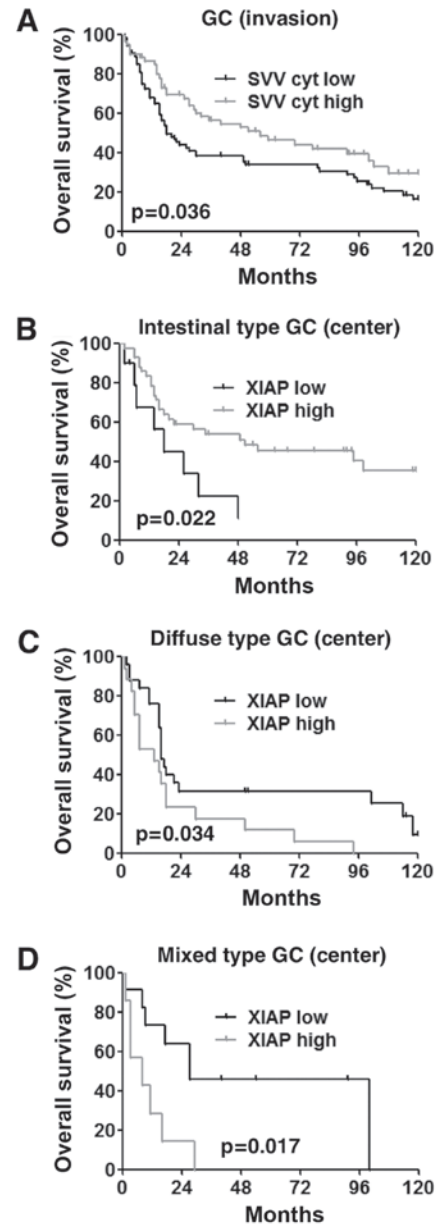 A
GC (invasion)
Overall survival (%)
100
80
60
40
20
0
SVV cyt low
SVV cyt high
p=0.036
0 24 48 72 96 120
Months
B
Intestinal type GC (center)
Overall survival (%)
100
80
60
40
20
0
XIAP low
XIAP high
p=0.022
0 24 48 72 96 120
Months
C
Diffuse type GC (center)
Overall survival (%)
100
80
60
40
20
0
XIAP low
XIAP high
p=0.034
0 24 48 72 96 120
Months
D
Mixed type GC (center)
Overall survival (%)
100
80
60
40
20
0
XIAP low
XIAP high
p=0.017
0 24 48 72 96 120
Months